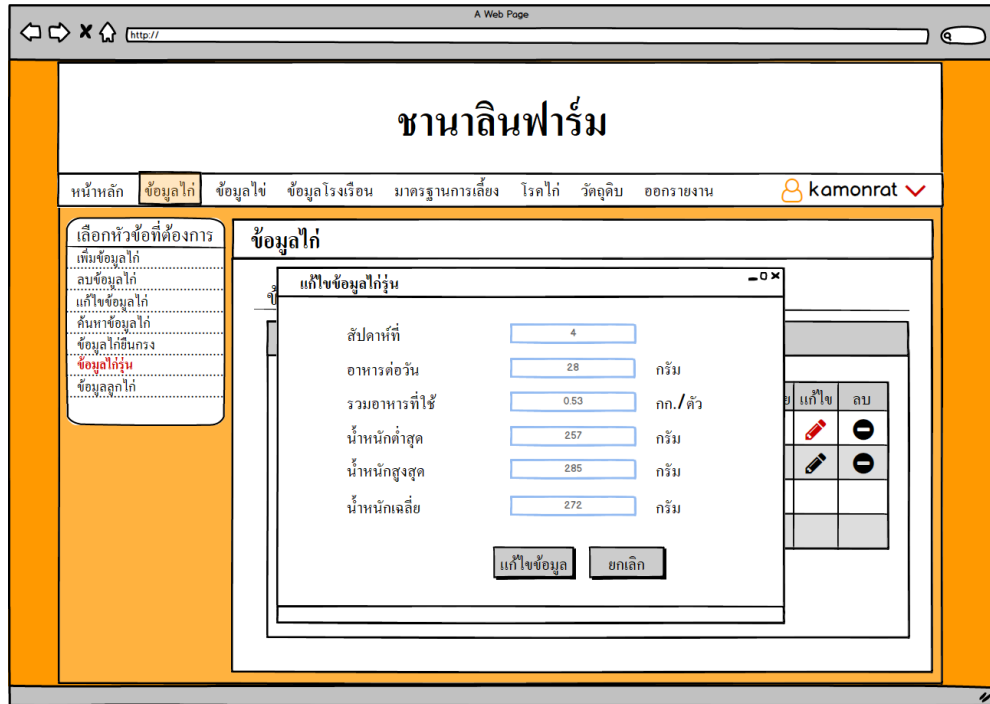 A Web Page
http://
ชานาลินฟาร์ม
หน้าหลัก ข้อมูลไก่ ข้อมูลไข่ ข้อมูลโรงเรือน มาตรฐานการเลี้ยง โรคไก่ วัตถุดิบ ออกรายงาน kamonrat
เลือกหัวข้อที่ต้องการ
เพิ่มข้อมูลไก่
ลบข้อมูลไก่
แก้ไขข้อมูลไก่
ค้นหาข้อมูลไก่
ข้อมูลไก่ยืนกรง
ข้อมูลไก่รุ่น
ข้อมูลลูกไก่
ข้อมูลไก่
แก้ไขข้อมูลไก่รุ่น
สัปดาห์ที่ 4
อาหารต่อวัน 28 กรัม
รวมอาหารที่ใช้ 0.53 กก./ตัว
น้ำหนักต่ำสุด 257 กรัม
น้ำหนักสูงสุด 285 กรัม
น้ำหนักเฉลี่ย 272 กรัม
แก้ไขข้อมูล ยกเลิก
แก้ไข ลบ